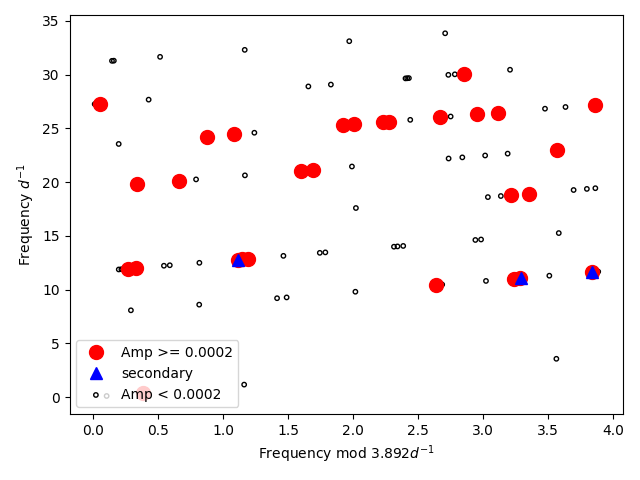 35
30
25
20
15
10
5
0
Frequency d⁻¹
Amp >= 0.0002
secondary
Amp < 0.0002
0.0 0.5 1.0 1.5 2.0 2.5 3.0 3.5 4.0
Frequency mod 3.892d⁻¹